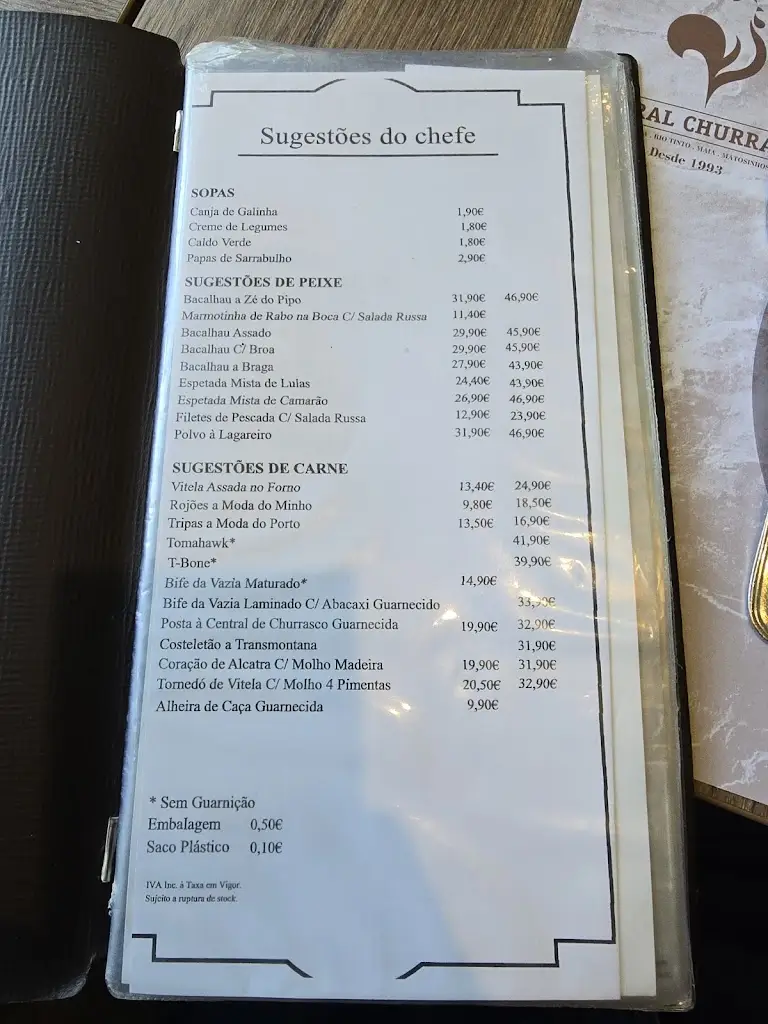 Sugestões do chefe
SOPAS
Canja de Galinha 1,90€
Creme de Legumes 1,80€
Caldo Verde 1,80€
Papas de Sarrabulho 2,90€
SUGESTÕES DE PEIXE
Bacalhau a Zé do Pipo 31,90€ 46,90€
Marmotinha de Rabo na Boca C/ Salada Russa 11,40€
Bacalhau Assado 29,90€ 45,90€
Bacalhau C/ Broa 29,90€ 45,90€
Bacalhau a Braga 27,90€ 43,90€
Espetada Mista de Lulas 24,40€ 43,90€
Espetada Mista de Camarão 26,90€ 46,90€
Filetes de Pescada C/ Salada Russa 12,90€ 23,90€
Polvo à Lagareiro 31,90€ 46,90€
SUGESTÕES DE CARNE
Vitela Assada no Forno 13,40€ 24,90€
Rojões a Moda do Minho 9,80€ 18,50€
Tripas a Moda do Porto 13,50€ 16,90€
Tomahawk* 41,90€
T-Bone* 39,90€
Bife da Vazia Maturado* 14,90€
Bife da Vazia Laminado C/ Abacaxi Guarnecido 33,90€
Posta à Central de Churrasco Guarnecida 19,90€ 32,90€
Costeletão a Transmontana 31,90€
Coração de Alcatra C/ Molho Madeira 19,90€ 31,90€
Tornedó de Vitela C/ Molho 4 Pimentas 20,50€ 32,90€
Alheira de Caça Guarnecida 9,90€
* Sem Guarnição
Embalagem 0,50€
Saco Plástico 0,10€
IVA Inc. à Taxa em Vigor.
Sujeito a ruptura de stock.
RAL CHURRA
. RIO TINTO . MAIA . MATOSINHOS
Desde 1993